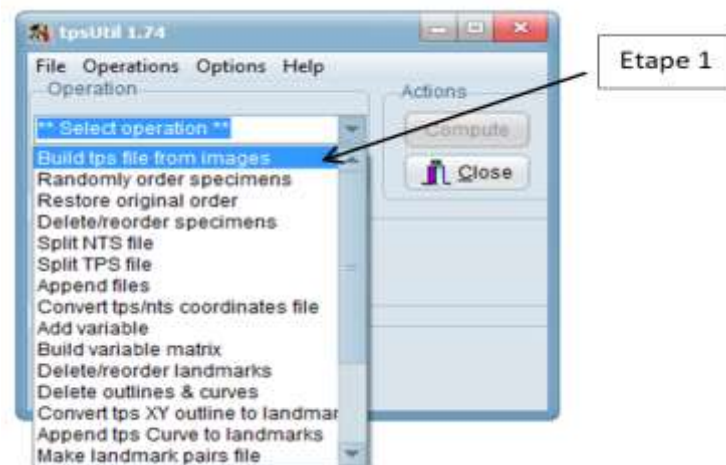 tpsUtil 1.74
File Operations Options Help
Operation
Actions
** Select operation **
Compute
Close
Build tps file from images
Randomly order specimens
Restore original order
Delete/reorder specimens
Split NTS file
Split TPS file
Append files
Convert tps/nts coordinates file
Add variable
Build variable matrix
Delete/reorder landmarks
Delete outlines & curves
Convert tps XY outline to landmar
Append tps Curve to landmarks
Make landmark pairs file
Etape 1